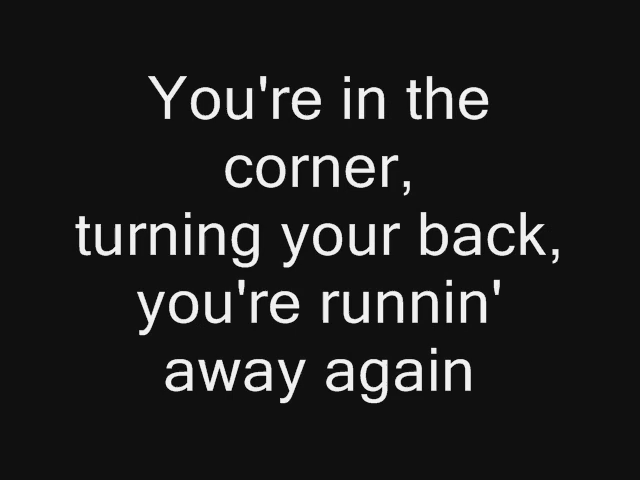 You're in the
corner,
turning your back,
you're runnin'
away again